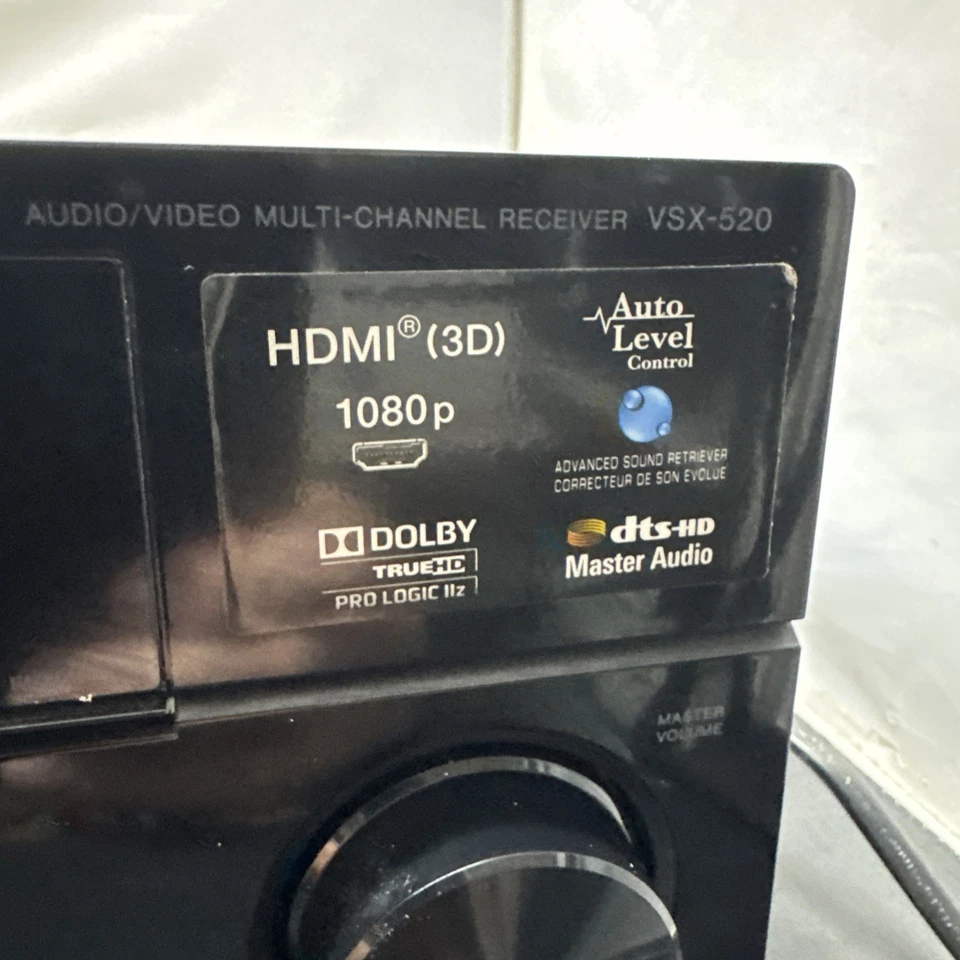 AUDIO/VIDEO MULTI-CHANNEL RECEIVER VSX-520
HDMI® (3D)
1080p
Auto
Level
Control
ADVANCED SOUND RETRIEVER
CORRECTEUR DE SON EVOLUE
DOLBY
TRUEHD
PRO LOGIC IIz
dts-HD
Master Audio
MASTER
VOLUME